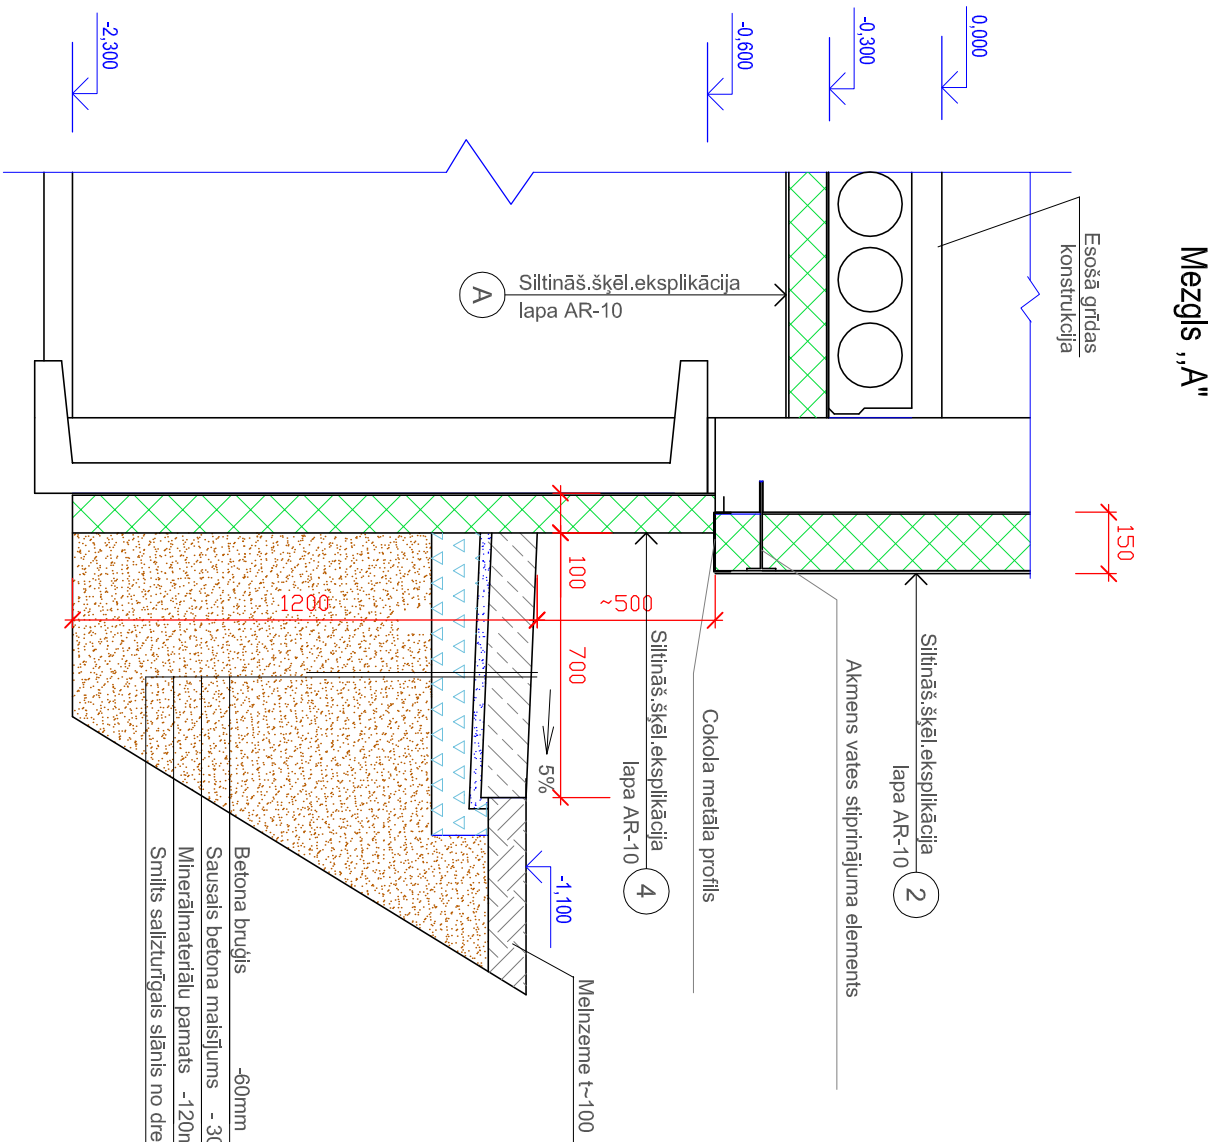 Mezgls ,,A"
0,000
-0,300
-0,600
-2,300
Esošā grīdas
konstrukcija
Siltināš.šķēl.eksplikācija
lapa AR-10
A
150
Siltināš.šķēl.eksplikācija
lapa AR-10
2
Akmens vates stiprinājuma elements
Cokola metāla profils
Siltināš.šķēl.eksplikācija
lapa AR-10
4
100
700
~500
1200
5%
-1,100
Melnzeme t~100
Betona bruģis -60mm
Sausais betona maisījums - 30
Minerālmateriālu pamats -120m
Smilts salizturīgais slānis no dre